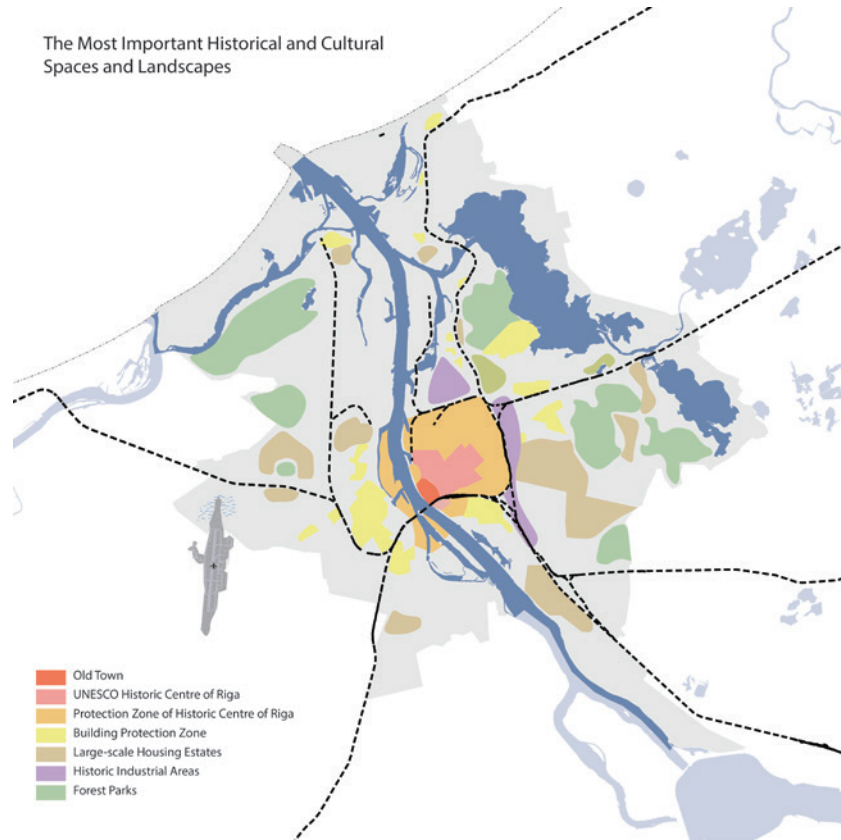 The Most Important Historical and Cultural
Spaces and Landscapes
Old Town
UNESCO Historic Centre of Riga
Protection Zone of Historic Centre of Riga
Building Protection Zone
Large-scale Housing Estates
Historic Industrial Areas
Forest Parks